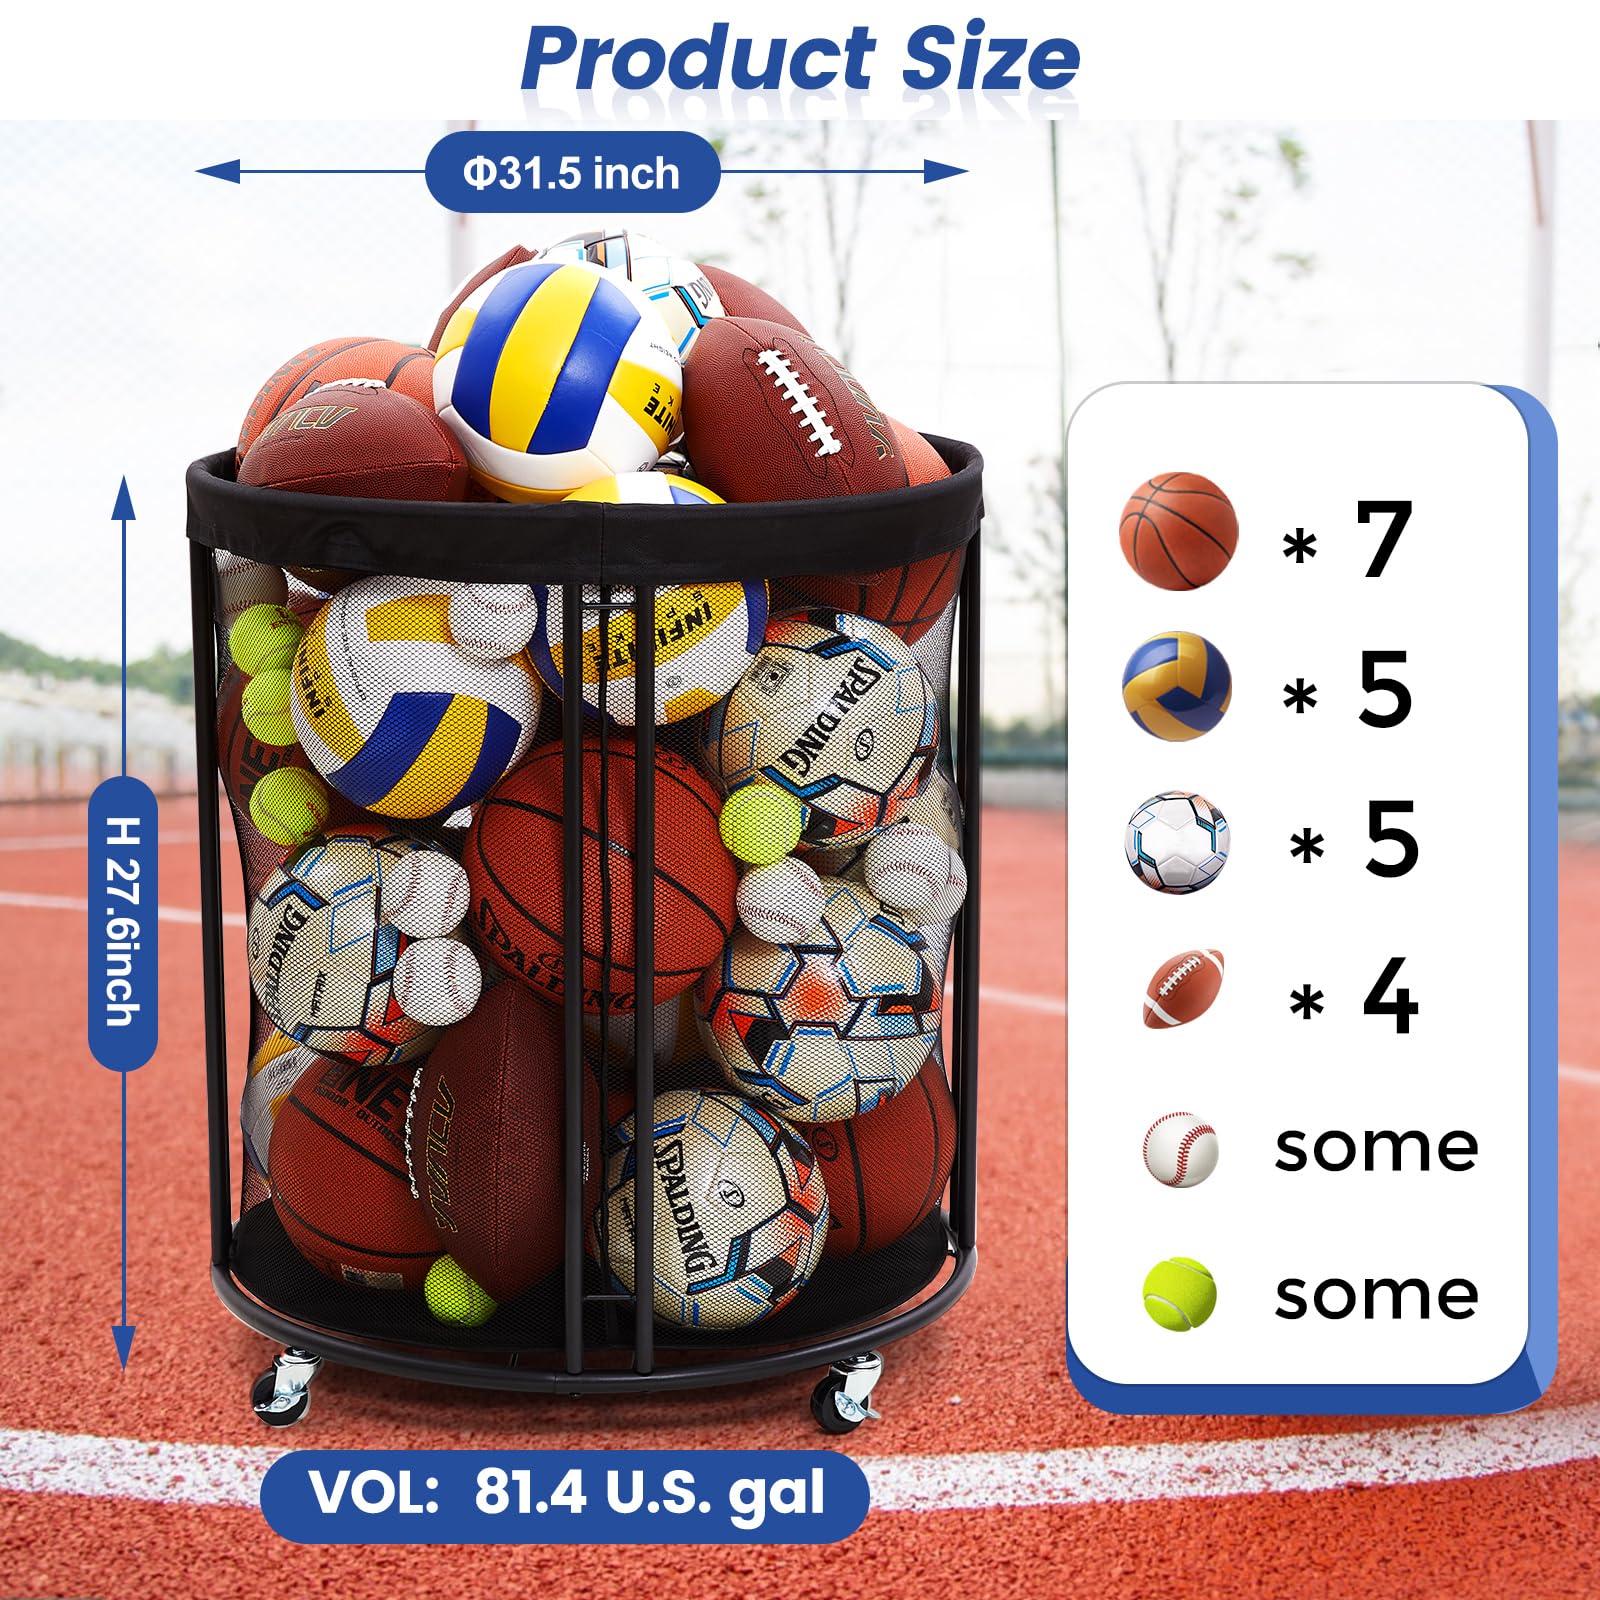 Product Size
Φ31.5 inch
H 27.6inch
VOL: 81.4 U.S. gal
* 7
* 5
* 5
* 4
some
some
INFINITE
SPALDING
SPALDING
SPALDING
SPALDING